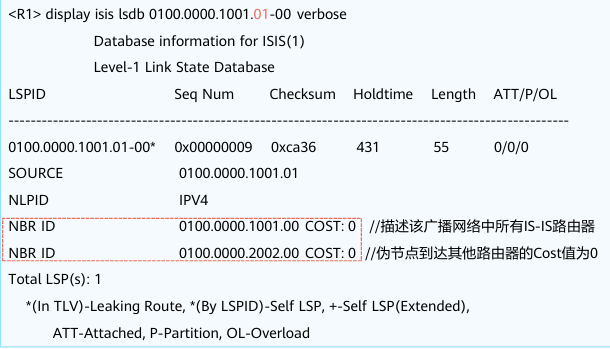 <R1> display isis lsdb 0100.0000.1001.01-00 verbose
Database information for ISIS(1)
Level-1 Link State Database
LSPID Seq Num Checksum Holdtime Length ATT/P/OL
--------------------------------------------------------------------------------
0100.0000.1001.01-00* 0x00000009 0xca36 431 55 0/0/0
SOURCE 0100.0000.1001.01
NLPID IPV4
NBR ID 0100.0000.1001.00 COST: 0 //描述该广播网络中所有IS-IS路由器
NBR ID 0100.0000.2002.00 COST: 0 //伪节点到达其他路由器的Cost值为0
Total LSP(s): 1
*(In TLV)-Leaking Route, *(By LSPID)-Self LSP, +-Self LSP(Extended),
ATT-Attached, P-Partition, OL-Overload